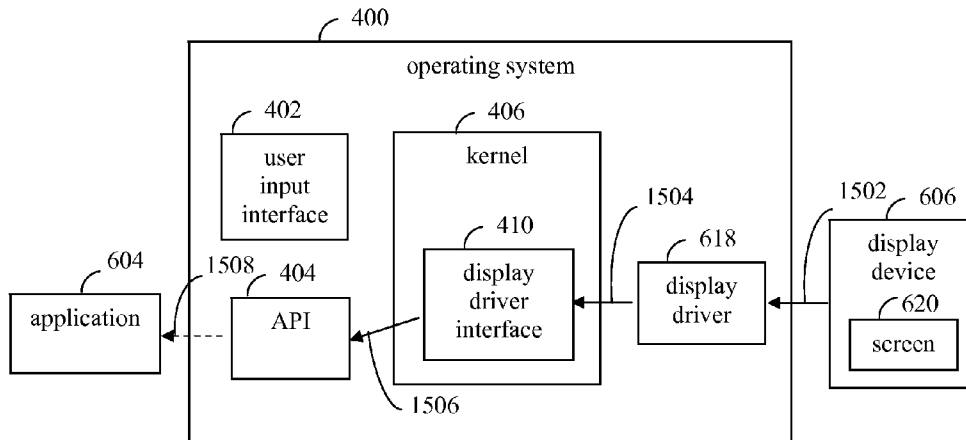 400
operating system
402
user
input
interface
406
kernel
410
display
driver
interface
1504
618
display
driver
1502
606
display
device
620
screen
604
application
1508
404
API
1506